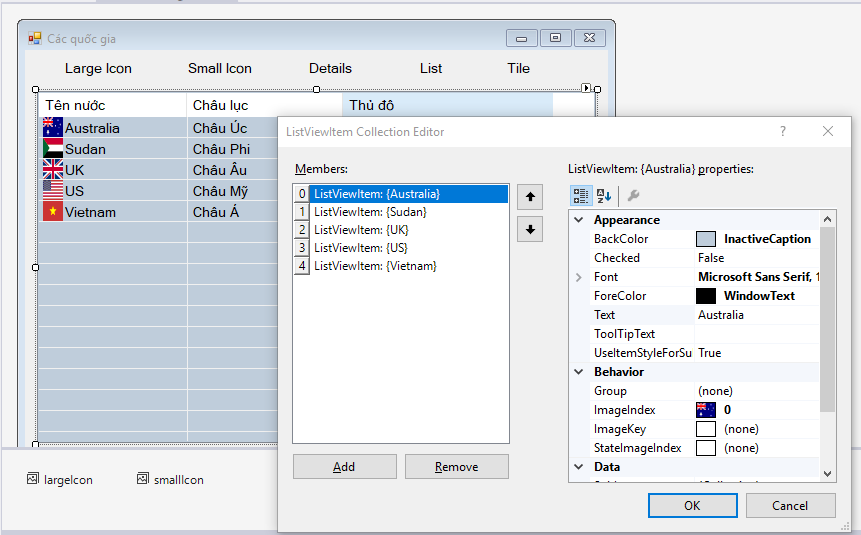 Các quốc gia
Large Icon Small Icon Details List Tile
Tên nước Châu lục Thủ đô
Australia Châu Úc
Sudan Châu Phi
UK Châu Âu
US Châu Mỹ
Vietnam Châu Á
largeIcon smallIcon
ListViewItem Collection Editor
Members:
0 ListViewItem: {Australia}
1 ListViewItem: {Sudan}
2 ListViewItem: {UK}
3 ListViewItem: {US}
4 ListViewItem: {Vietnam}
Add Remove
ListViewItem: {Australia} properties:
Appearance
BackColor InactiveCaption
Checked False
Font Microsoft Sans Serif, 1
ForeColor WindowText
Text Australia
ToolTipText
UseItemStyleForSu True
Behavior
Group (none)
ImageIndex 0
ImageKey (none)
StateImageIndex (none)
Data
OK Cancel